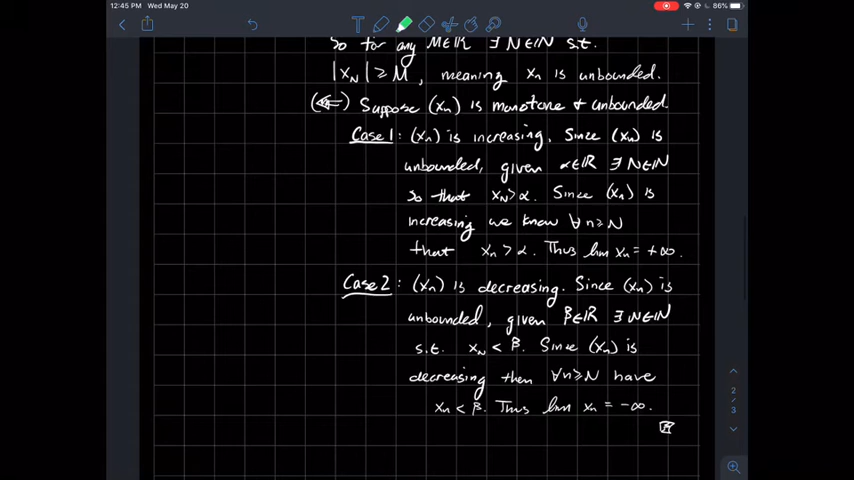 12:45 PM Wed May 20
86%
So for any M∈ℝ ∃ N∈ℕ s.t.
|x_N| ≥ M, meaning x_n is unbounded.
(⇐) Suppose (x_n) is monotone & unbounded.
Case 1: (x_n) is increasing. Since (x_n) is
unbounded, given α∈ℝ ∃ N∈ℕ
so that x_N > α. Since (x_n) is
increasing we know ∀ n ≥ N
that x_n > α. Thus lim x_n = +∞.
Case 2: (x_n) is decreasing. Since (x_n) is
unbounded, given β∈ℝ ∃ N∈ℕ
s.t. x_N < β. Since (x_n) is
decreasing then ∀n ≥ N have
x_n < β. Thus lim x_n = -∞.
2
/
3